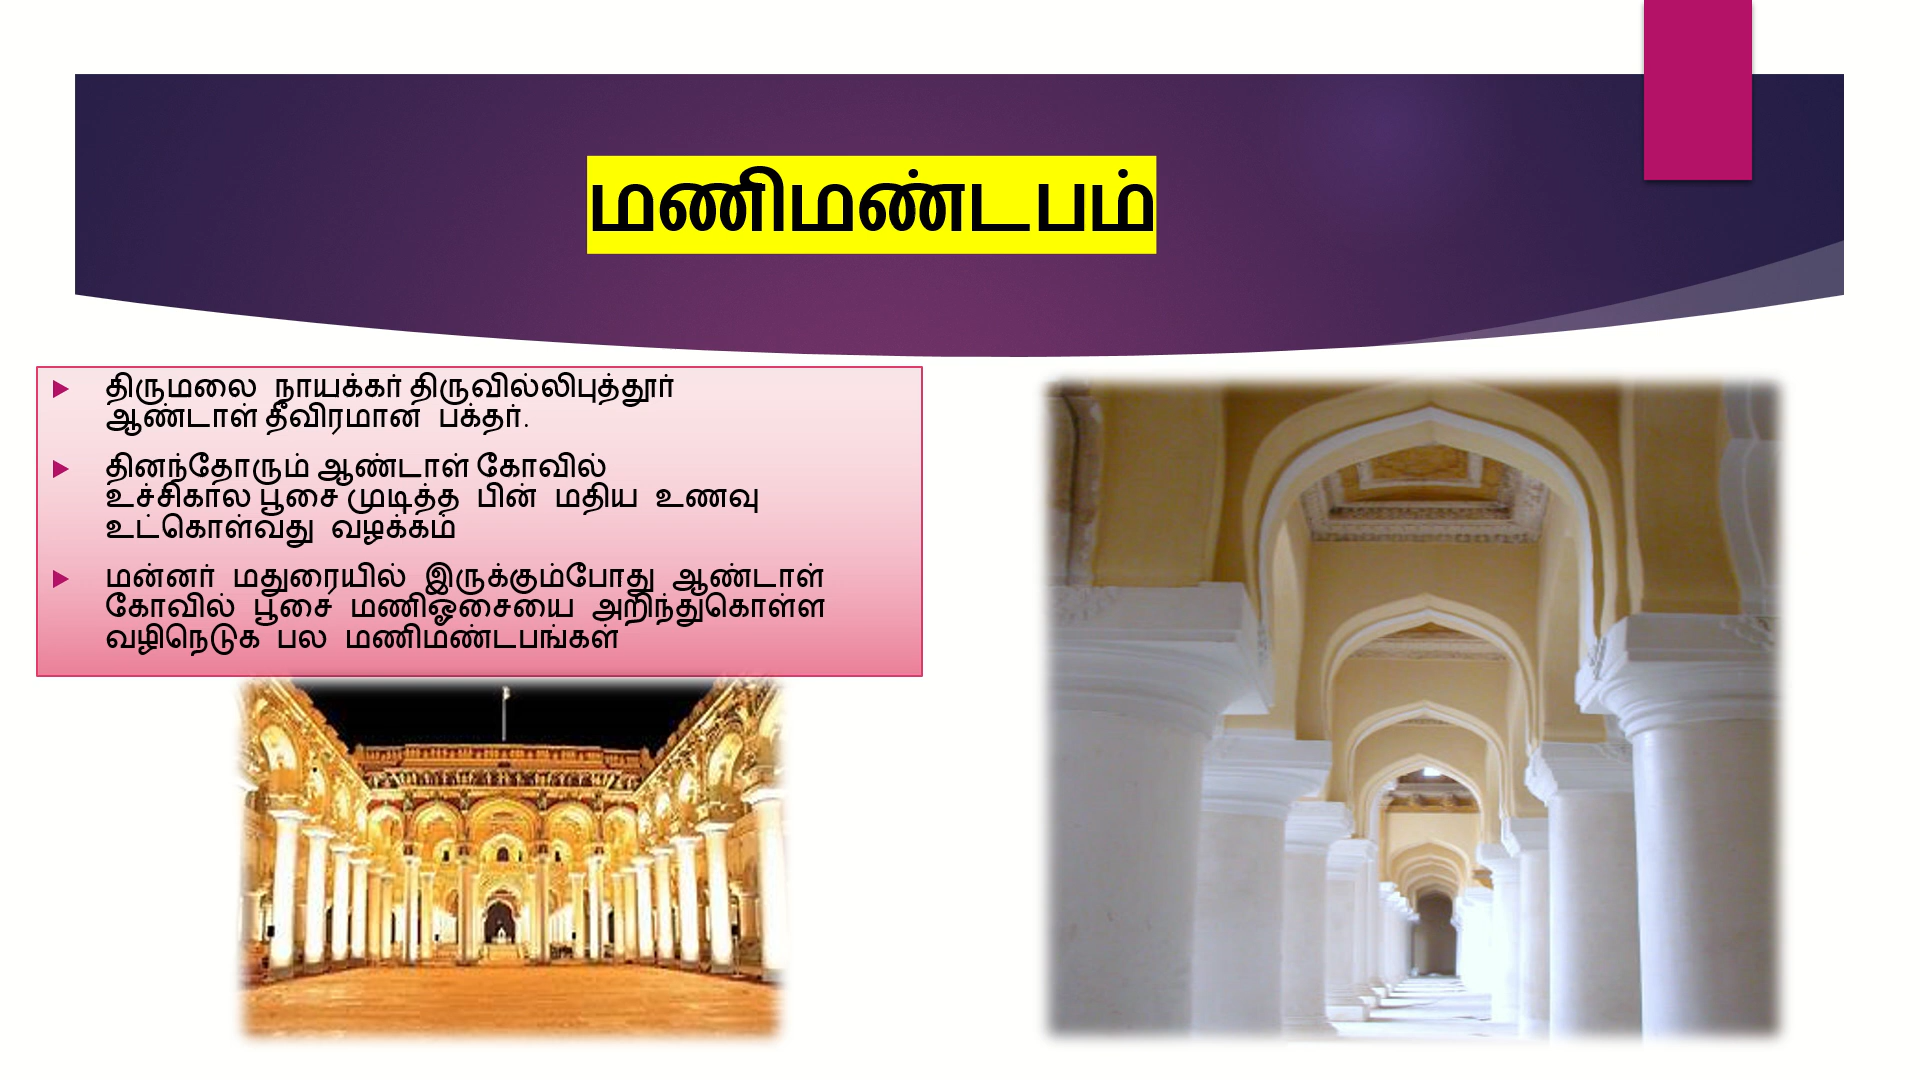 மணிமண்டபம்
திருமலை நாயக்கர் திருவில்லிபுத்தூர்
ஆண்டாள் தீவிரமான பக்தர்.
தினந்தோரும் ஆண்டாள் கோவில்
உச்சிகால பூசை முடித்த பின் மதிய உணவு
உட்கொள்வது வழக்கம்
மன்னர் மதுரையில் இருக்கும்போது ஆண்டாள்
கோவில் பூசை மணிஓசையை அறிந்துகொள்ள
வழிநெடுக பல மணிமண்டபங்கள்